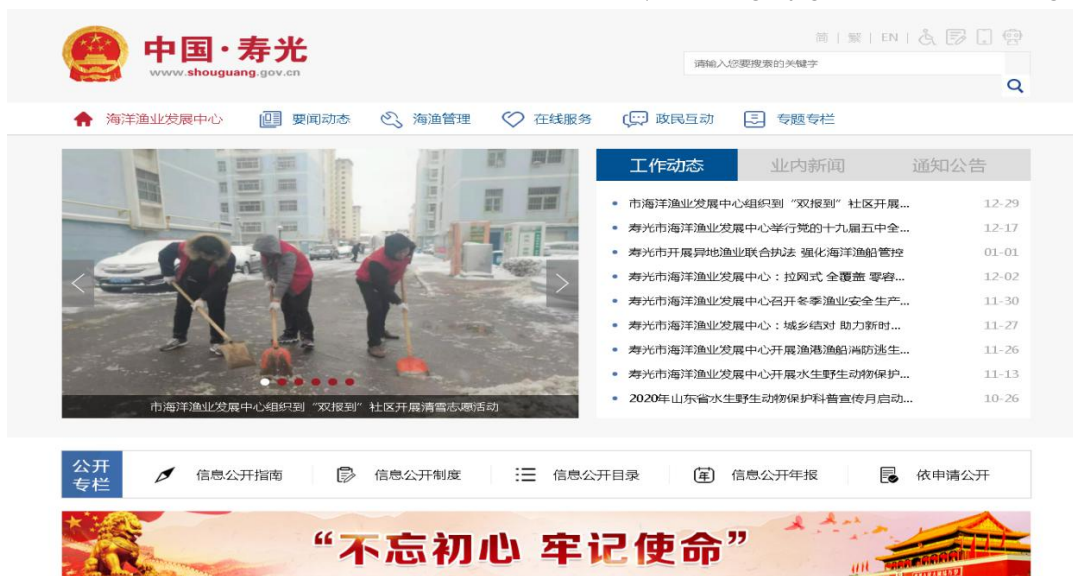 中国·寿光
www.shouguang.gov.cn
简 | 繁 | EN |
请输入您要搜索的关键字
海洋渔业发展中心 要闻动态 海渔管理 在线服务 政民互动 专题专栏
工作动态 业内新闻 通知公告
市海洋渔业发展中心组织到“双报到”社区开展... 12-29
寿光市海洋渔业发展中心举行党的十九届五中全... 12-17
寿光市开展异地渔业联合执法 强化海洋渔船管控 01-01
寿光市海洋渔业发展中心：拉网式 全覆盖 零容... 12-02
寿光市海洋渔业发展中心召开冬季渔业安全生产... 11-30
寿光市海洋渔业发展中心：城乡结对 助力新时... 11-27
寿光市海洋渔业发展中心开展渔港渔船消防逃生... 11-26
寿光市海洋渔业发展中心开展水生野生动物保护... 11-13
2020年山东省水生野生动物保护科普宣传月启动... 10-26
市海洋渔业发展中心组织到“双报到”社区开展清雪志愿活动
公开专栏 信息公开指南 信息公开制度 信息公开目录 信息公开年报 依申请公开
“不忘初心 牢记使命”